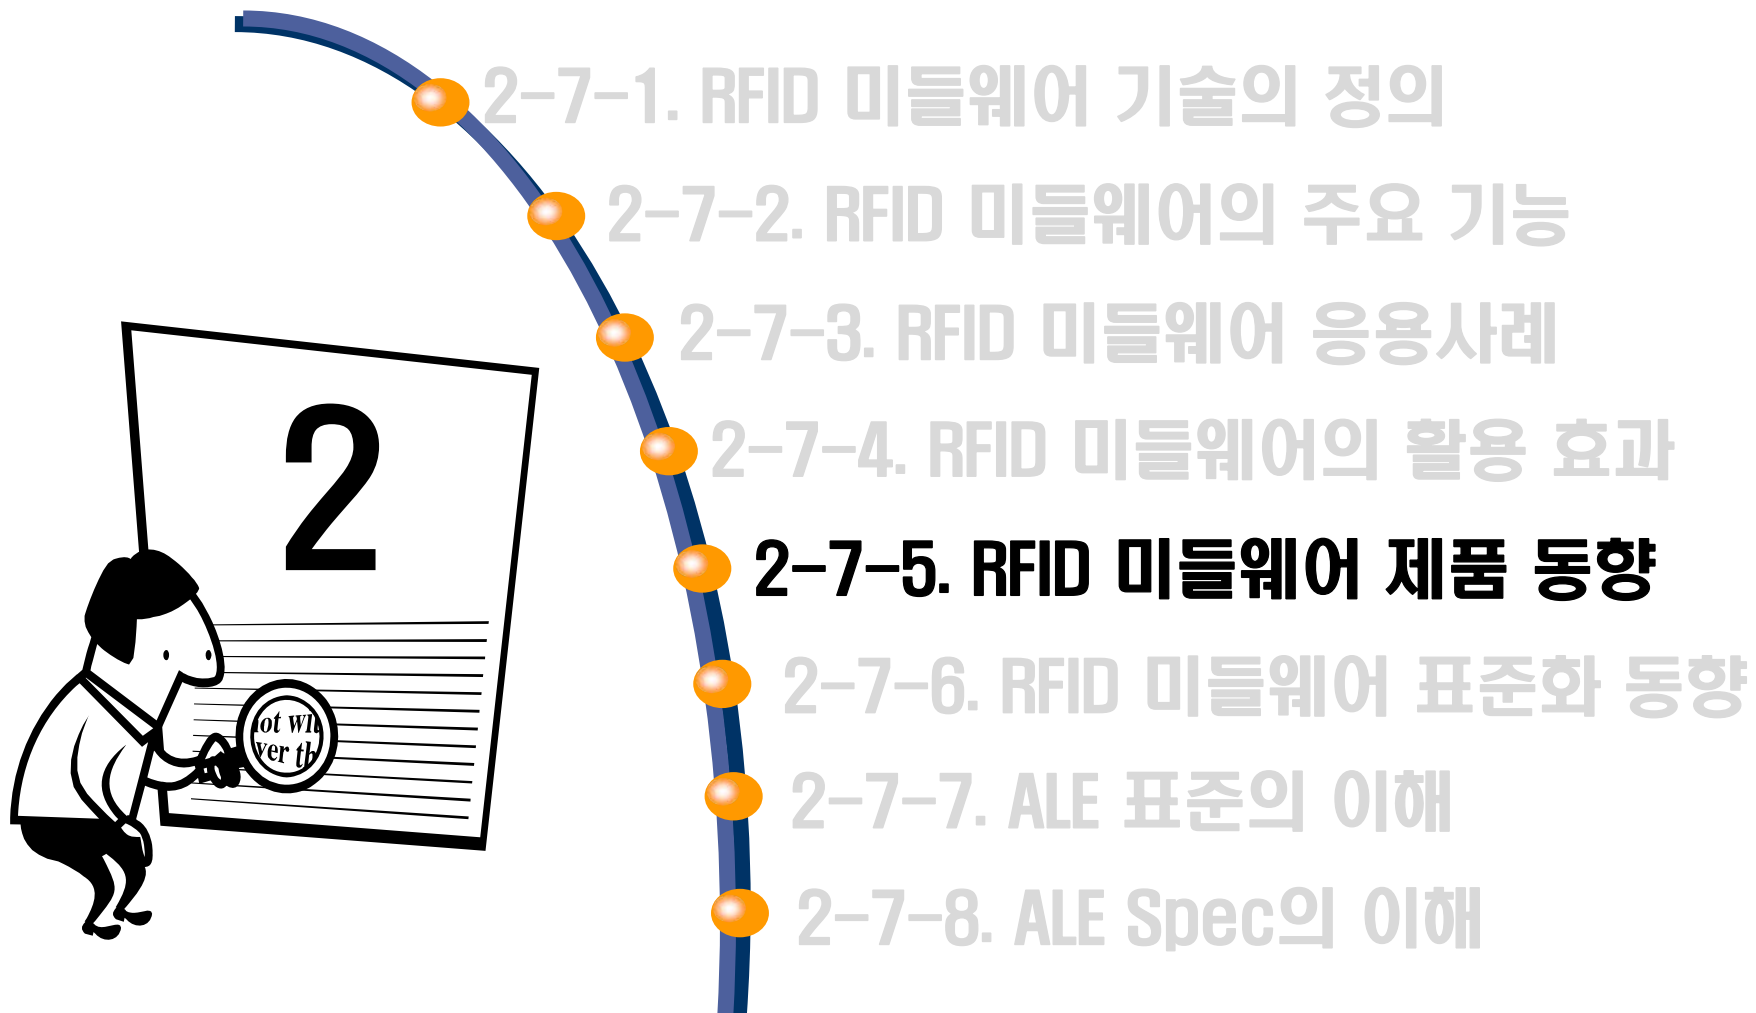 2-7-1. RFID 미들웨어 기술의 정의
2-7-2. RFID 미들웨어의 주요 기능
2-7-3. RFID 미들웨어 응용사례
2-7-4. RFID 미들웨어의 활용 효과
2
2-7-5. RFID 미들웨어 제품 동향
2-7-6. RFID 미들웨어 표준화 동향
2-7-7. ALE 표준의 이해
2-7-8. ALE Spec의 이해